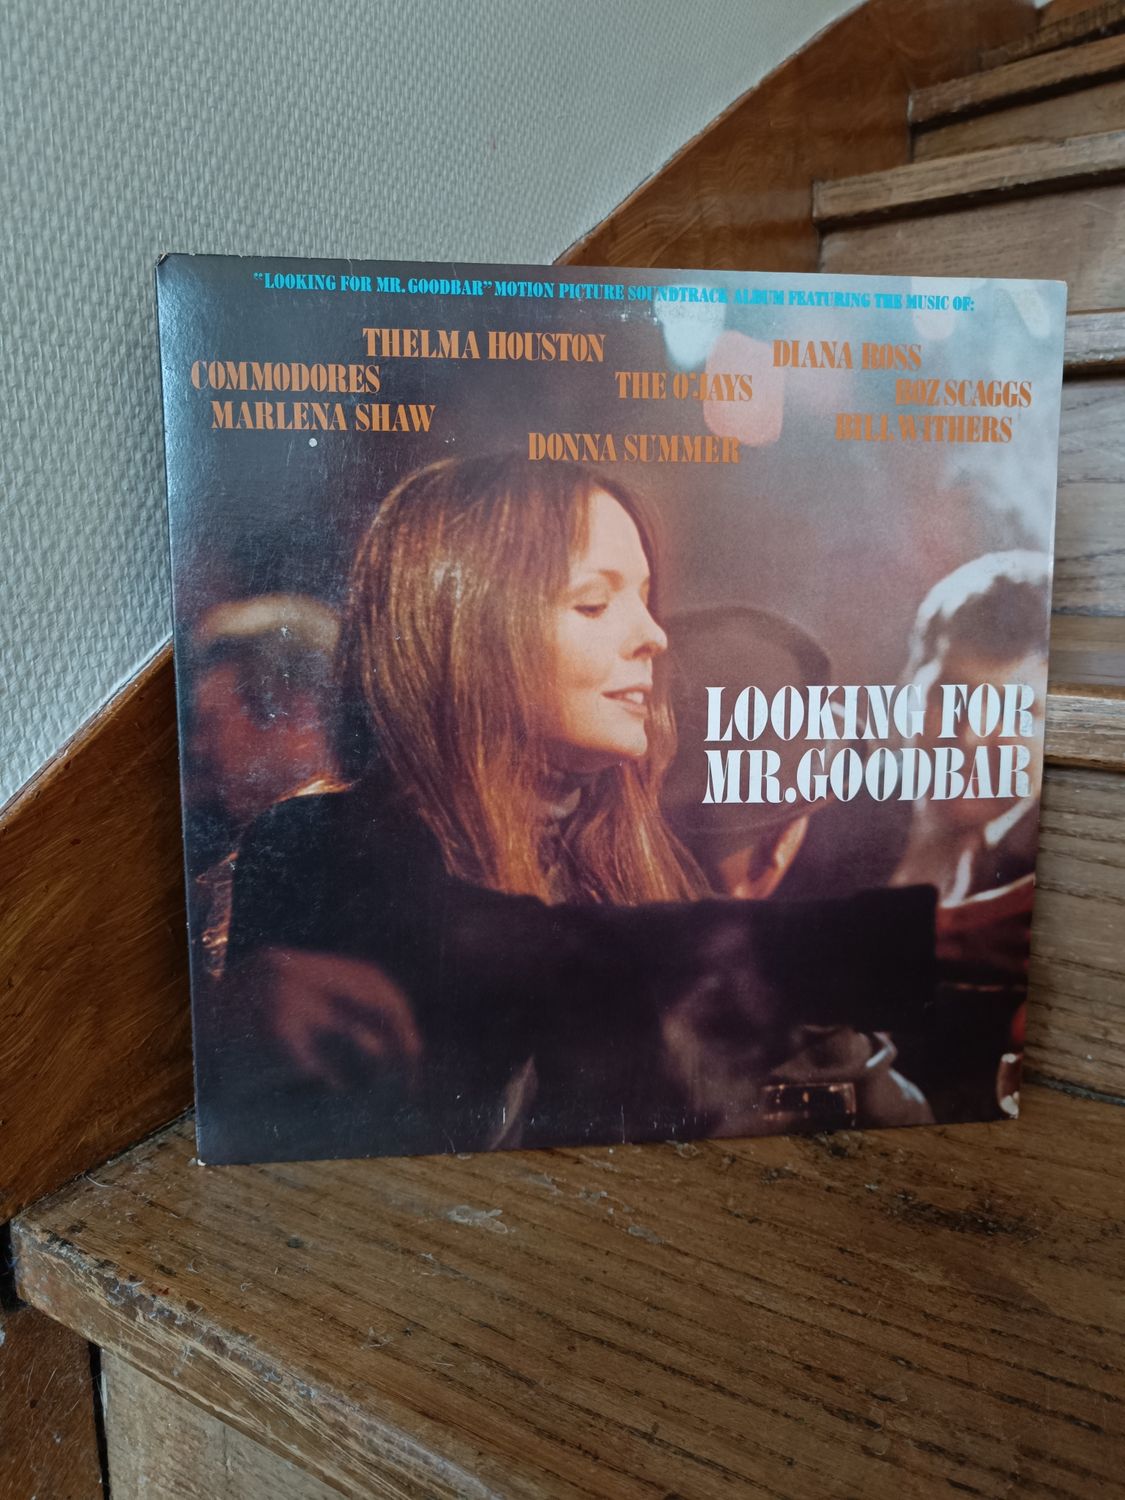 "LOOKING FOR MR. GOODBAR" MOTION PICTURE SOUNDTRACK ALBUM FEATURING THE MUSIC OF:
THELMA HOUSTON
DIANA ROSS
COMMODORES
THE O'JAYS
BOZ SCAGGS
MARLENA SHAW
BILL WITHERS
DONNA SUMMER
LOOKING FOR
MR. GOODBAR